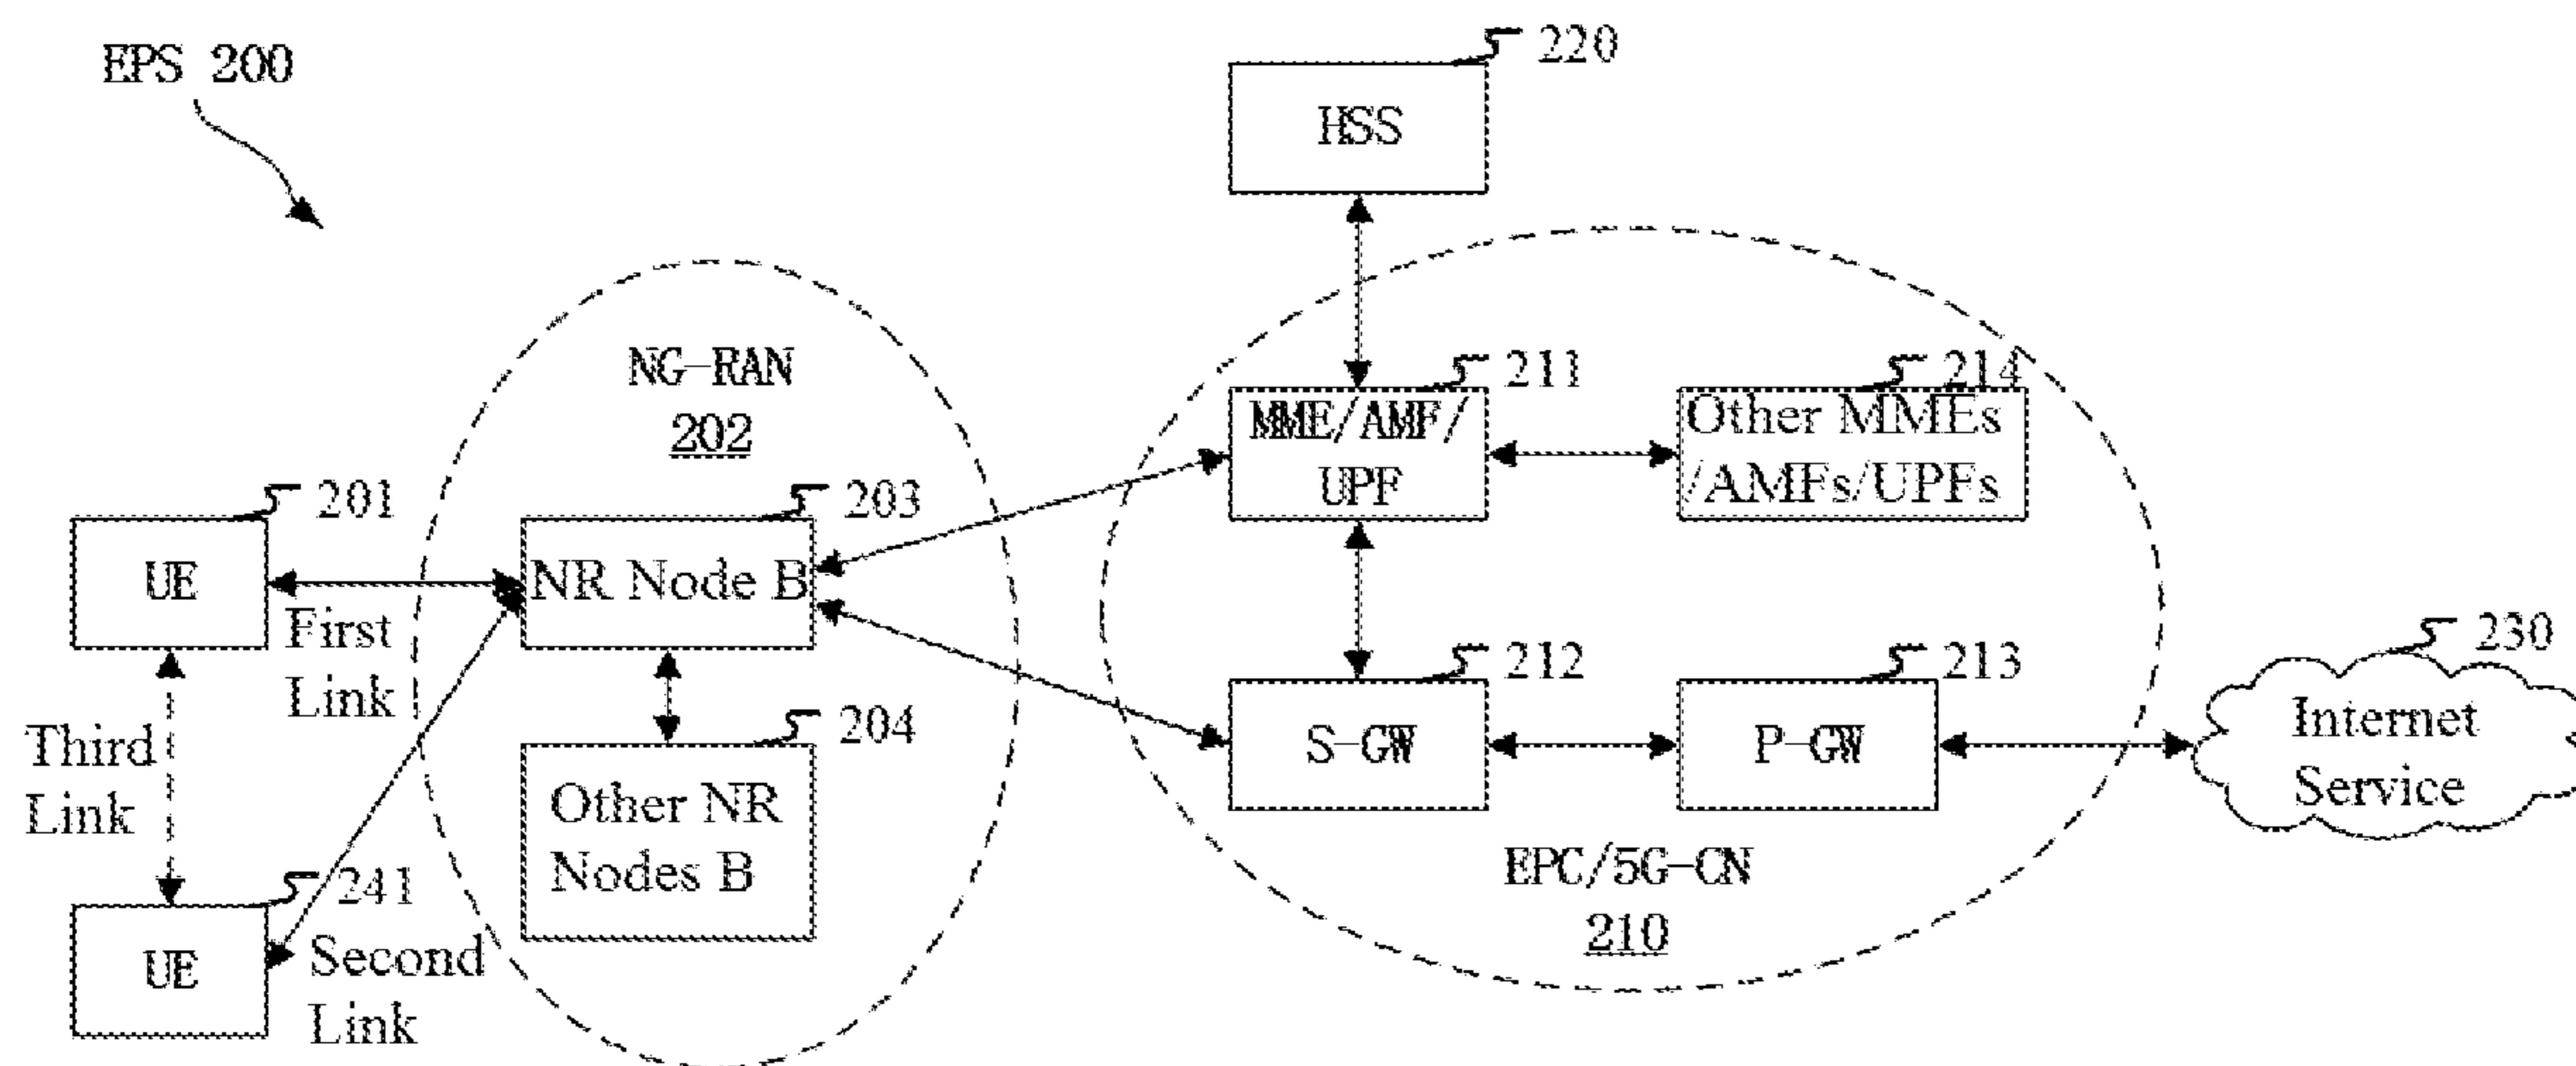 EPS 200
220
HSS
NG-RAN
202
211
MME/AMF/
UPF
214
Other MMEs
/AMFs/UPFs
201
UE
203
NR Node B
First
Link
Third
Link
204
Other NR
Nodes B
212
S-GW
213
P-GW
230
Internet
Service
EPC/5G-CN
210
241
UE
Second
Link